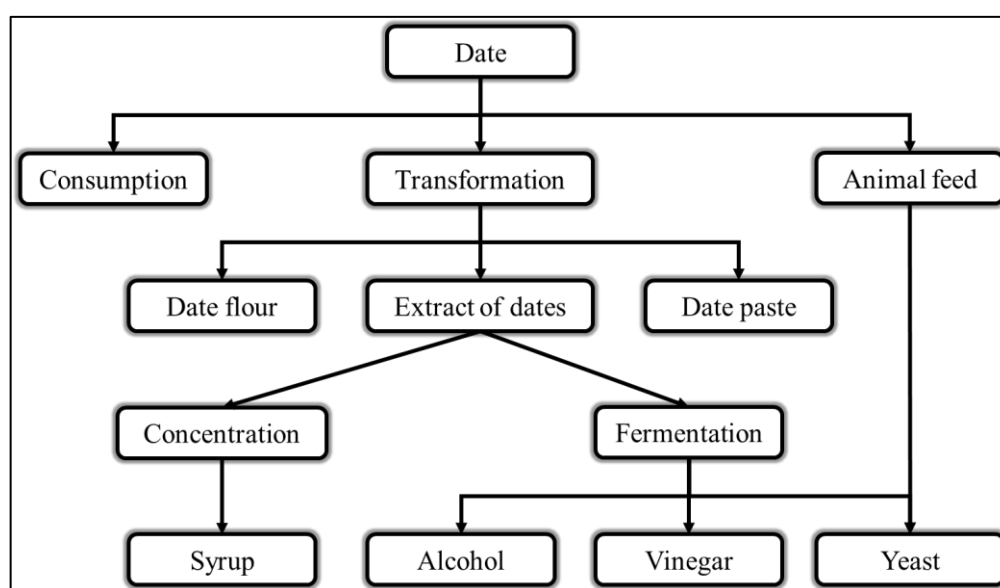 Date
Consumption
Transformation
Animal feed
Date flour
Extract of dates
Date paste
Concentration
Fermentation
Syrup
Alcohol
Vinegar
Yeast